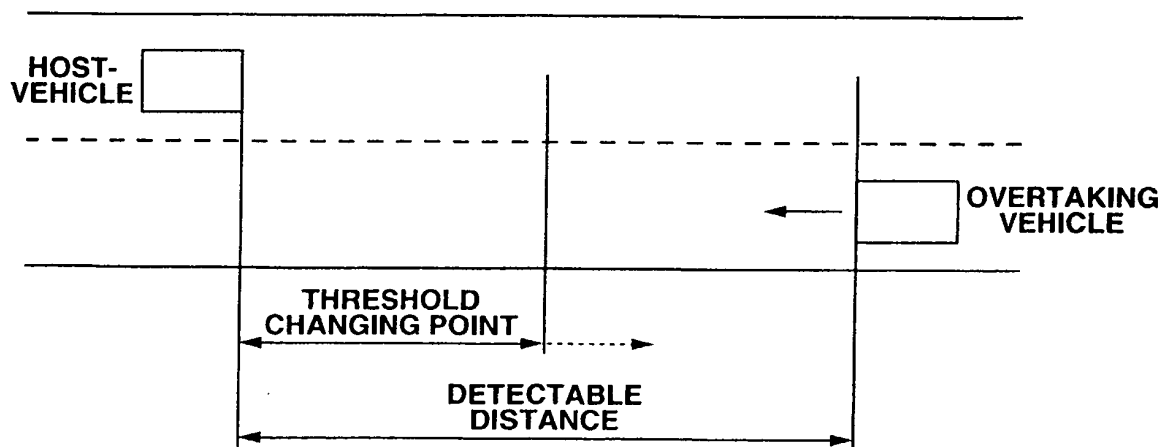 HOST-
VEHICLE
OVERTAKING
VEHICLE
THRESHOLD
CHANGING POINT
DETECTABLE
DISTANCE